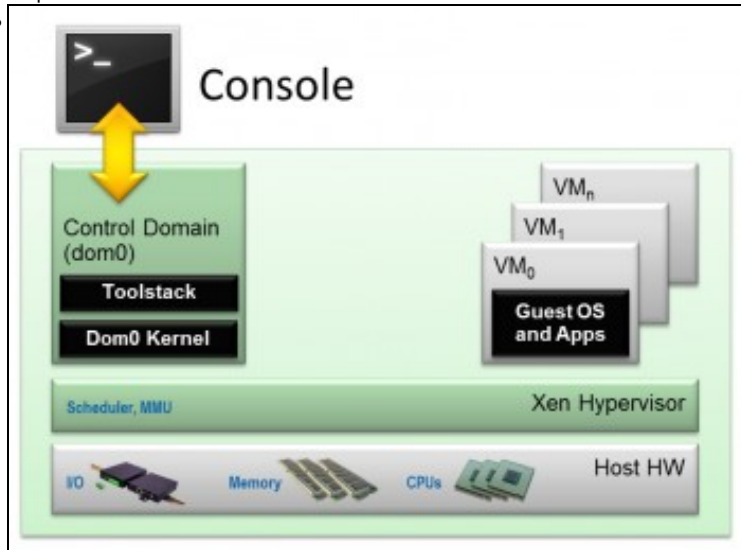 >_
Console
Control Domain
(dom0)
Toolstack
Dom0 Kernel
VMn
VM1
VM0
Guest OS
and Apps
Scheduler, MMU
Xen Hypervisor
I/O
Memory
CPUs
Host HW